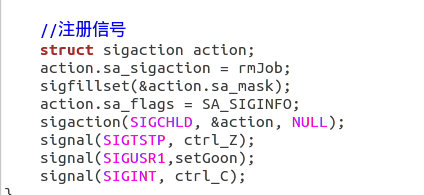 //注册信号
struct sigaction action;
action.sa_sigaction = rmJob;
sigfillset(&action.sa_mask);
action.sa_flags = SA_SIGINFO;
sigaction(SIGCHLD, &action, NULL);
signal(SIGTSTP, ctrl_Z);
signal(SIGUSR1,setGoon);
signal(SIGINT, ctrl_C);
}